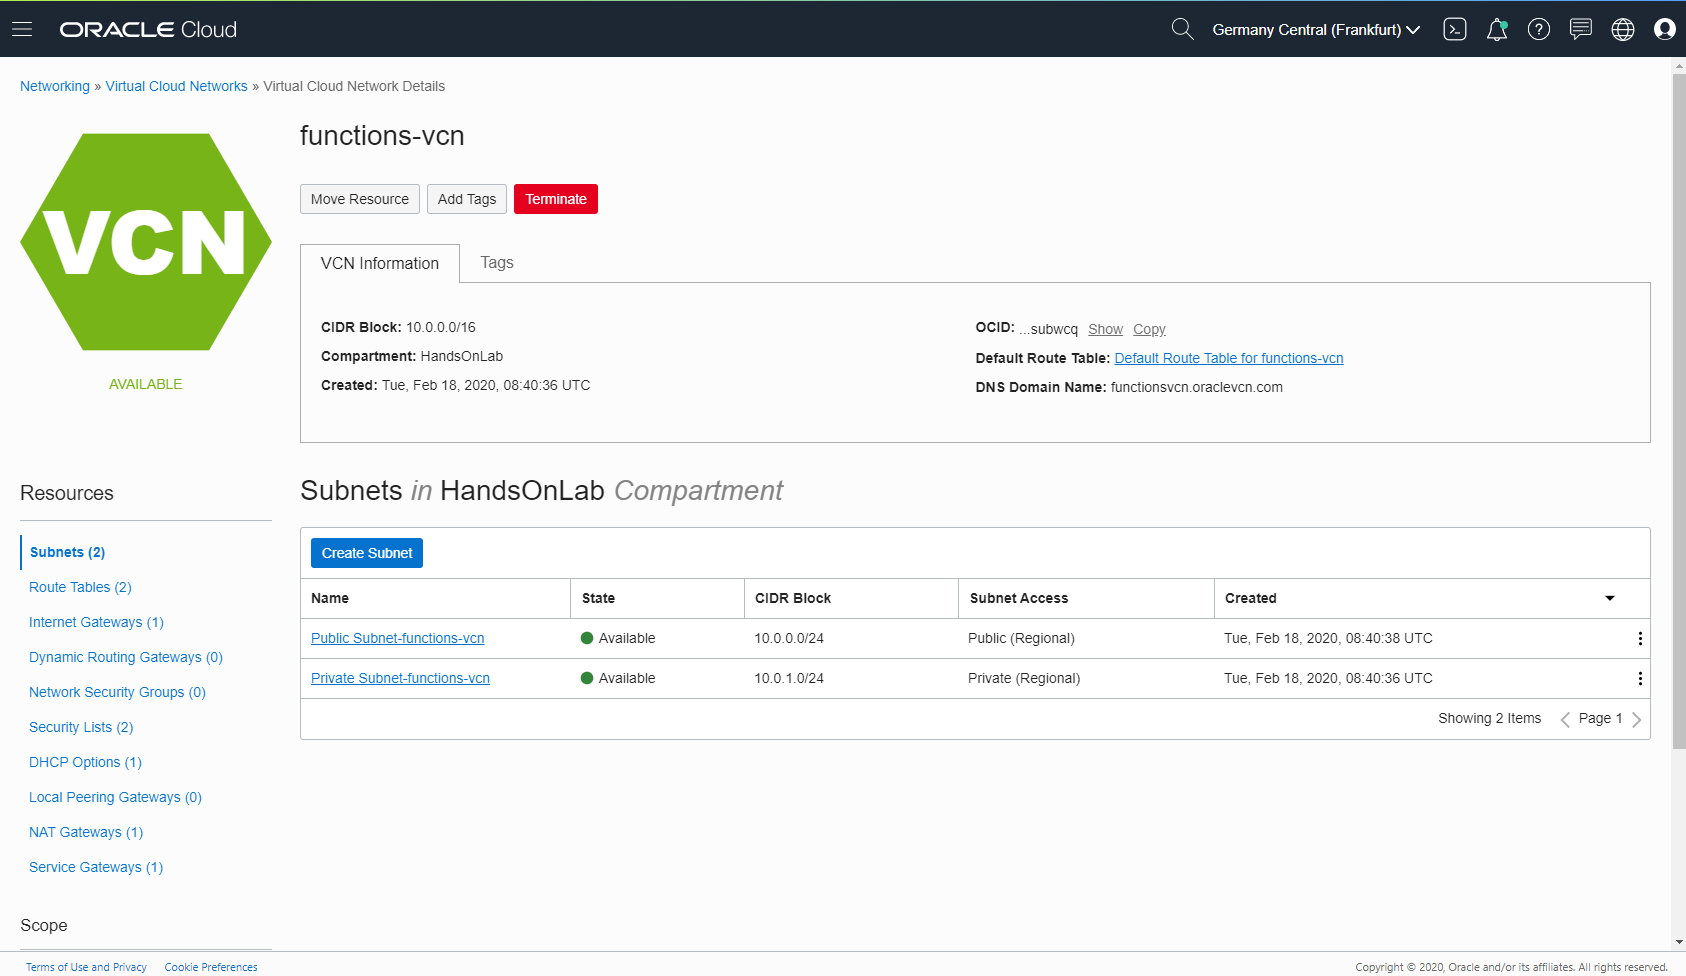 ORACLE Cloud
Germany Central (Frankfurt)
Networking » Virtual Cloud Networks » Virtual Cloud Network Details
VCN
AVAILABLE
functions-vcn
Move Resource Add Tags Terminate
VCN Information Tags
CIDR Block: 10.0.0.0/16
Compartment: HandsOnLab
Created: Tue, Feb 18, 2020, 08:40:36 UTC
OCID: ...subwcq Show Copy
Default Route Table: Default Route Table for functions-vcn
DNS Domain Name: functionsvcn.oraclevcn.com
Resources
Subnets (2)
Route Tables (2)
Internet Gateways (1)
Dynamic Routing Gateways (0)
Network Security Groups (0)
Security Lists (2)
DHCP Options (1)
Local Peering Gateways (0)
NAT Gateways (1)
Service Gateways (1)
Scope
Subnets in HandsOnLab Compartment
Create Subnet
Name State CIDR Block Subnet Access Created
Public Subnet-functions-vcn Available 10.0.0.0/24 Public (Regional) Tue, Feb 18, 2020, 08:40:38 UTC
Private Subnet-functions-vcn Available 10.0.1.0/24 Private (Regional) Tue, Feb 18, 2020, 08:40:36 UTC
Showing 2 Items Page 1
Terms of Use and Privacy Cookie Preferences
Copyright © 2020, Oracle and/or its affiliates. All rights reserved.